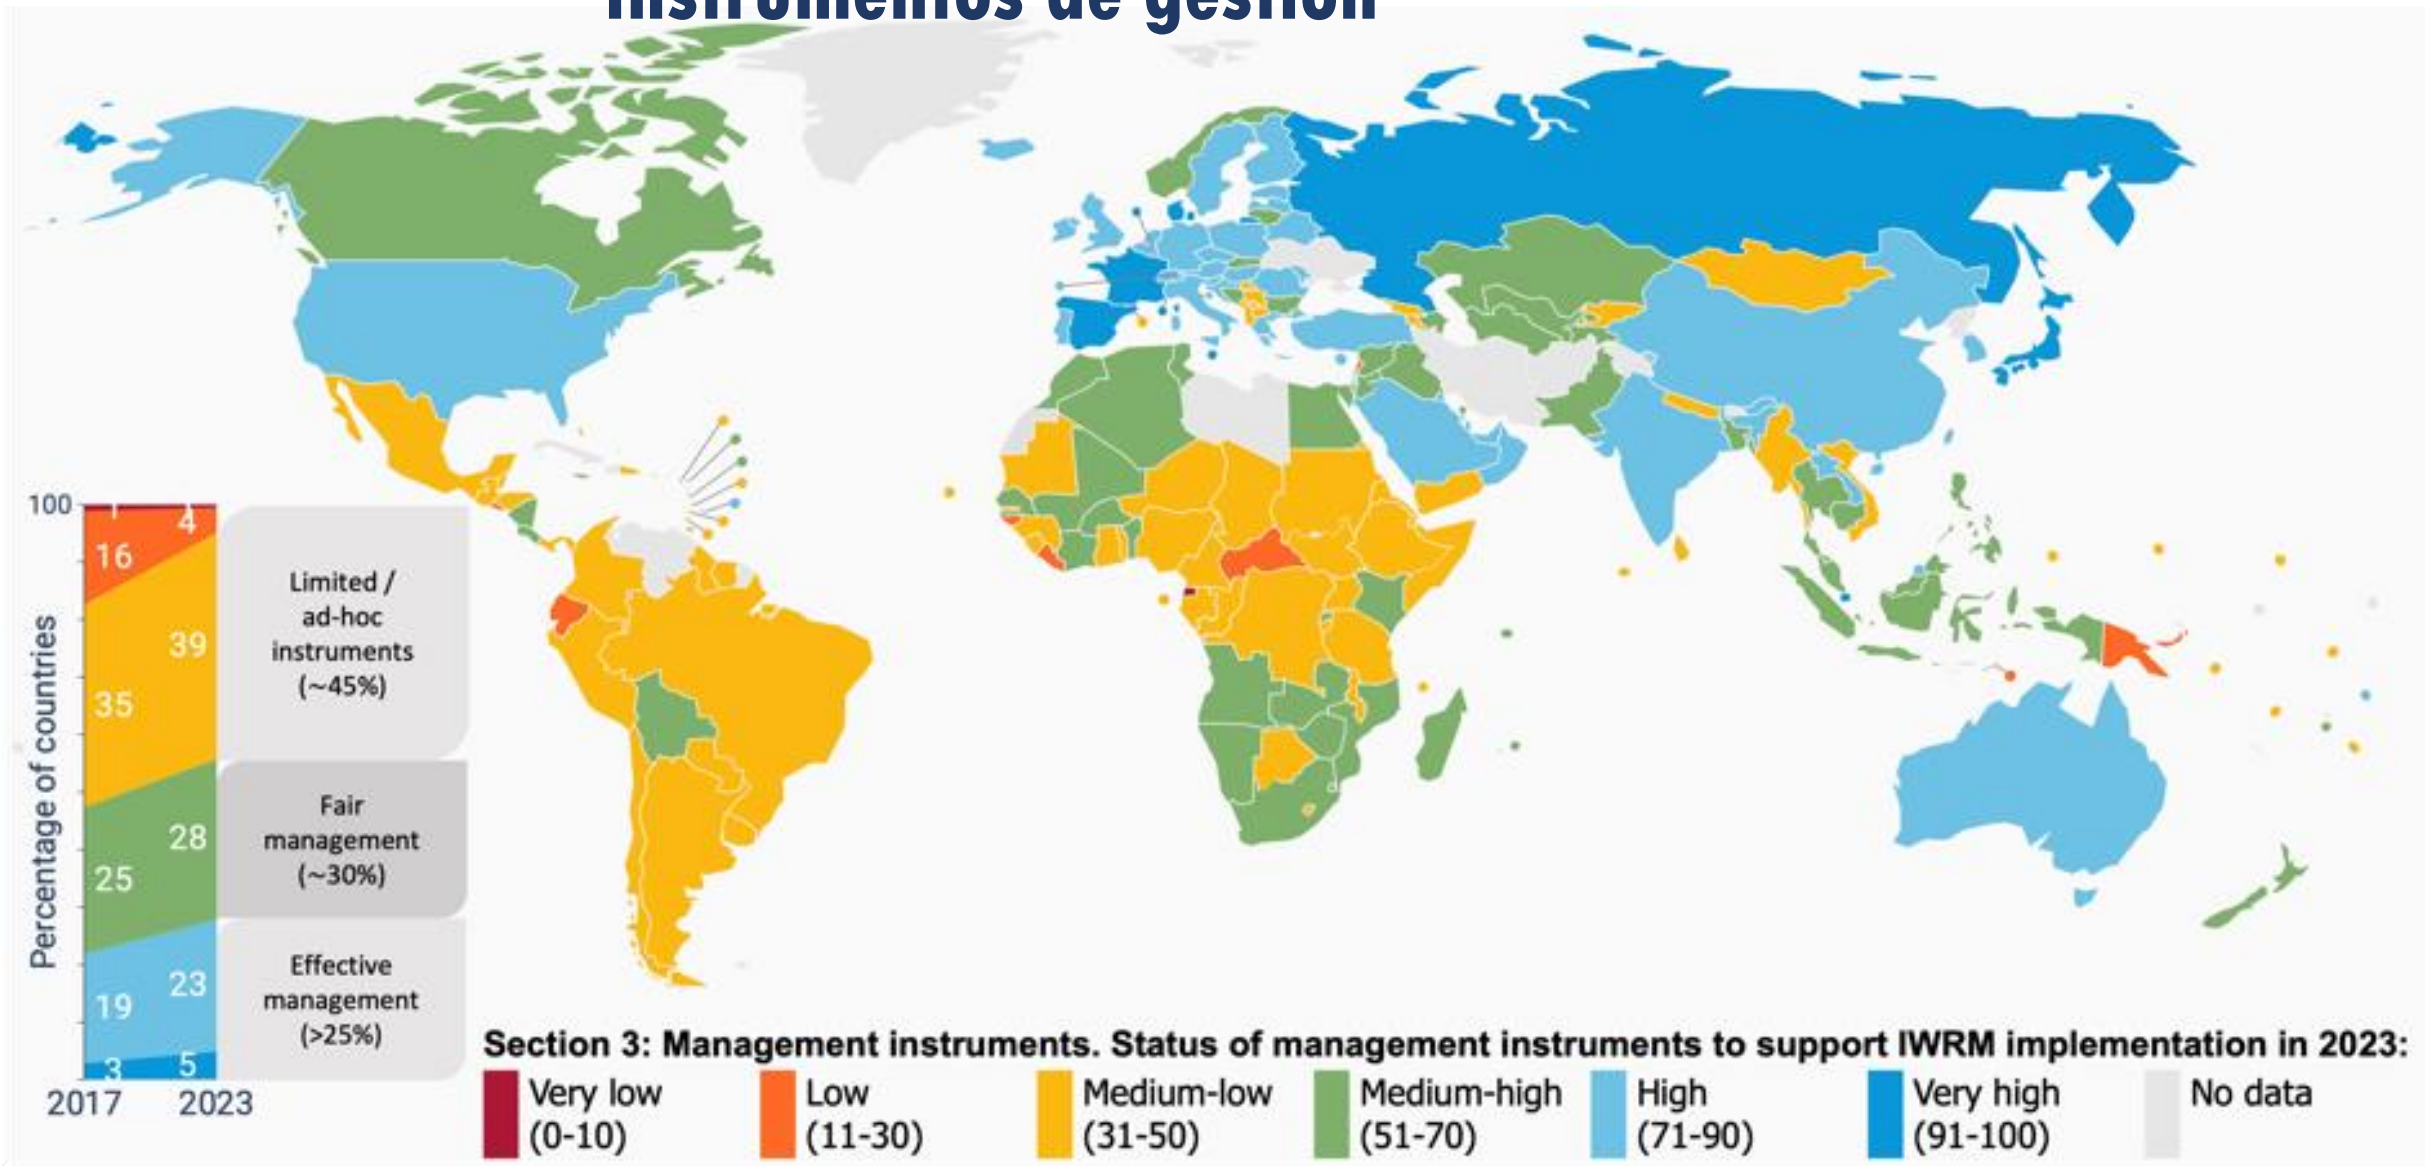 Instrumentos de gestión
100
1
4
16
39
35
28
25
23
19
5
3
Percentage of countries
2017
2023
Limited /
ad-hoc
instruments
(~45%)
Fair
management
(~30%)
Effective
management
(>25%)
Section 3: Management instruments. Status of management instruments to support IWRM implementation in 2023:
Very low
(0-10)
Low
(11-30)
Medium-low
(31-50)
Medium-high
(51-70)
High
(71-90)
Very high
(91-100)
No data